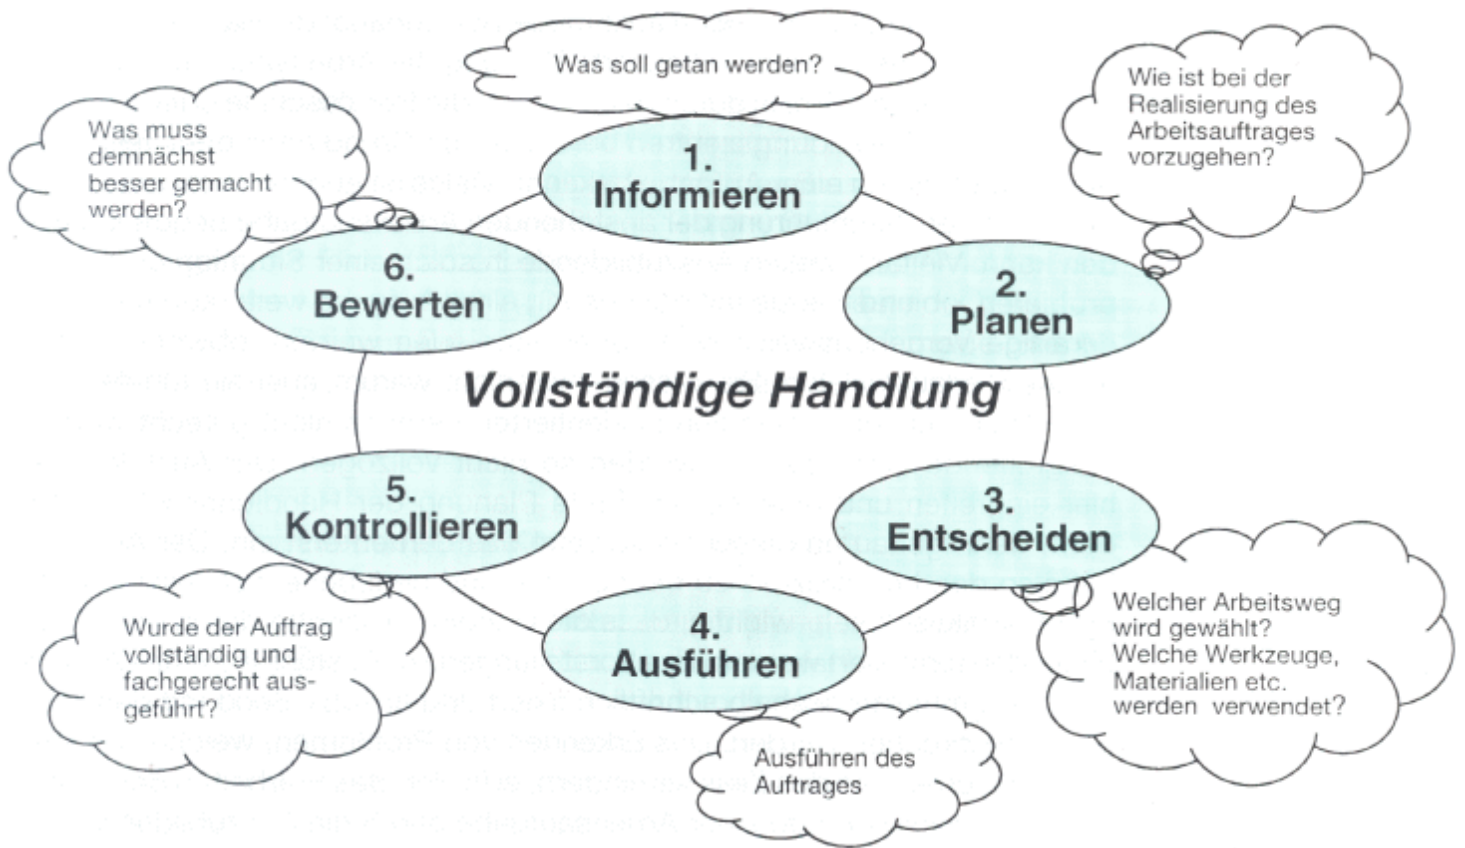 Was soll getan werden?
1.
Informieren
Wie ist bei der
Realisierung des
Arbeitsauftrages
vorzugehen?
2.
Planen
Vollständige Handlung
3.
Entscheiden
Welcher Arbeitsweg
wird gewählt?
Welche Werkzeuge,
Materialien etc.
werden verwendet?
4.
Ausführen
Ausführen des
Auftrages
5.
Kontrollieren
Wurde der Auftrag
vollständig und
fachgerecht aus-
geführt?
6.
Bewerten
Was muss
demnächst
besser gemacht
werden?